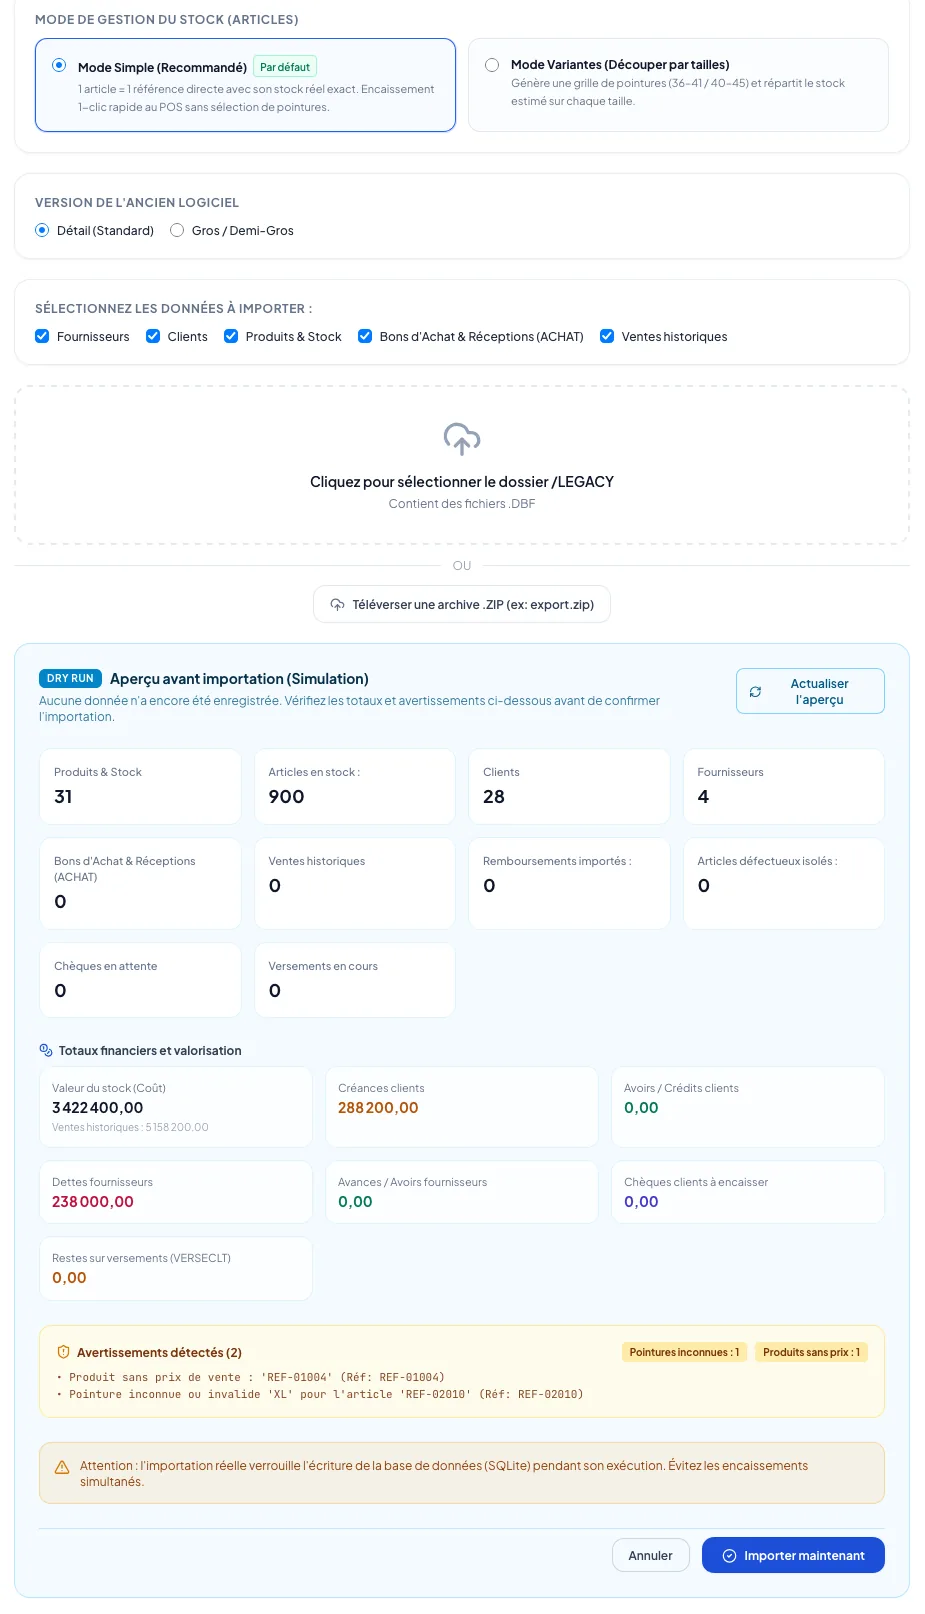 MODE DE GESTION DU STOCK (ARTICLES)
Mode Simple (Recommandé) Par défaut
1 article = 1 référence directe avec son stock réel exact. Encaissement
1-clic rapide au POS sans sélection de pointures.
Mode Variantes (Découper par tailles)
Génère une grille de pointures (36-41 / 40-45) et répartit le stock
estimé sur chaque taille.
VERSION DE L'ANCIEN LOGICIEL
Détail (Standard) Gros / Demi-Gros
SÉLECTIONNEZ LES DONNÉES À IMPORTER :
Fournisseurs Clients Produits & Stock Bons d'Achat & Réceptions (ACHAT) Ventes historiques
Cliquez pour sélectionner le dossier /LEGACY
Contient des fichiers .DBF
OU
Téléverser une archive .ZIP (ex: export.zip)
DRY RUN Aperçu avant importation (Simulation)
Aucune donnée n'a encore été enregistrée. Vérifiez les totaux et avertissements ci-dessous avant de confirmer
l'importation.
Actualiser
l'aperçu
Produits & Stock
31
Articles en stock :
900
Clients
28
Fournisseurs
4
Bons d'Achat & Réceptions
(ACHAT)
0
Ventes historiques
0
Remboursements importés :
0
Articles défectueux isolés :
0
Chèques en attente
0
Versements en cours
0
Totaux financiers et valorisation
Valeur du stock (Coût)
3 422 400,00
Ventes historiques : 5 158 200,00
Créances clients
288 200,00
Avoirs / Crédits clients
0,00
Dettes fournisseurs
238 000,00
Avances / Avoirs fournisseurs
0,00
Chèques clients à encaisser
0,00
Restes sur versements (VERSECLT)
0,00
Avertissements détectés (2)
Pointures inconnues : 1 Produits sans prix : 1
• Produit sans prix de vente : 'REF-01004' (Réf: REF-01004)
• Pointure inconnue ou invalide 'XL' pour l'article 'REF-02010' (Réf: REF-02010)
Attention : l'importation réelle verrouille l'écriture de la base de données (SQLite) pendant son exécution. Évitez les encaissements
simultanés.
Annuler
Importer maintenant